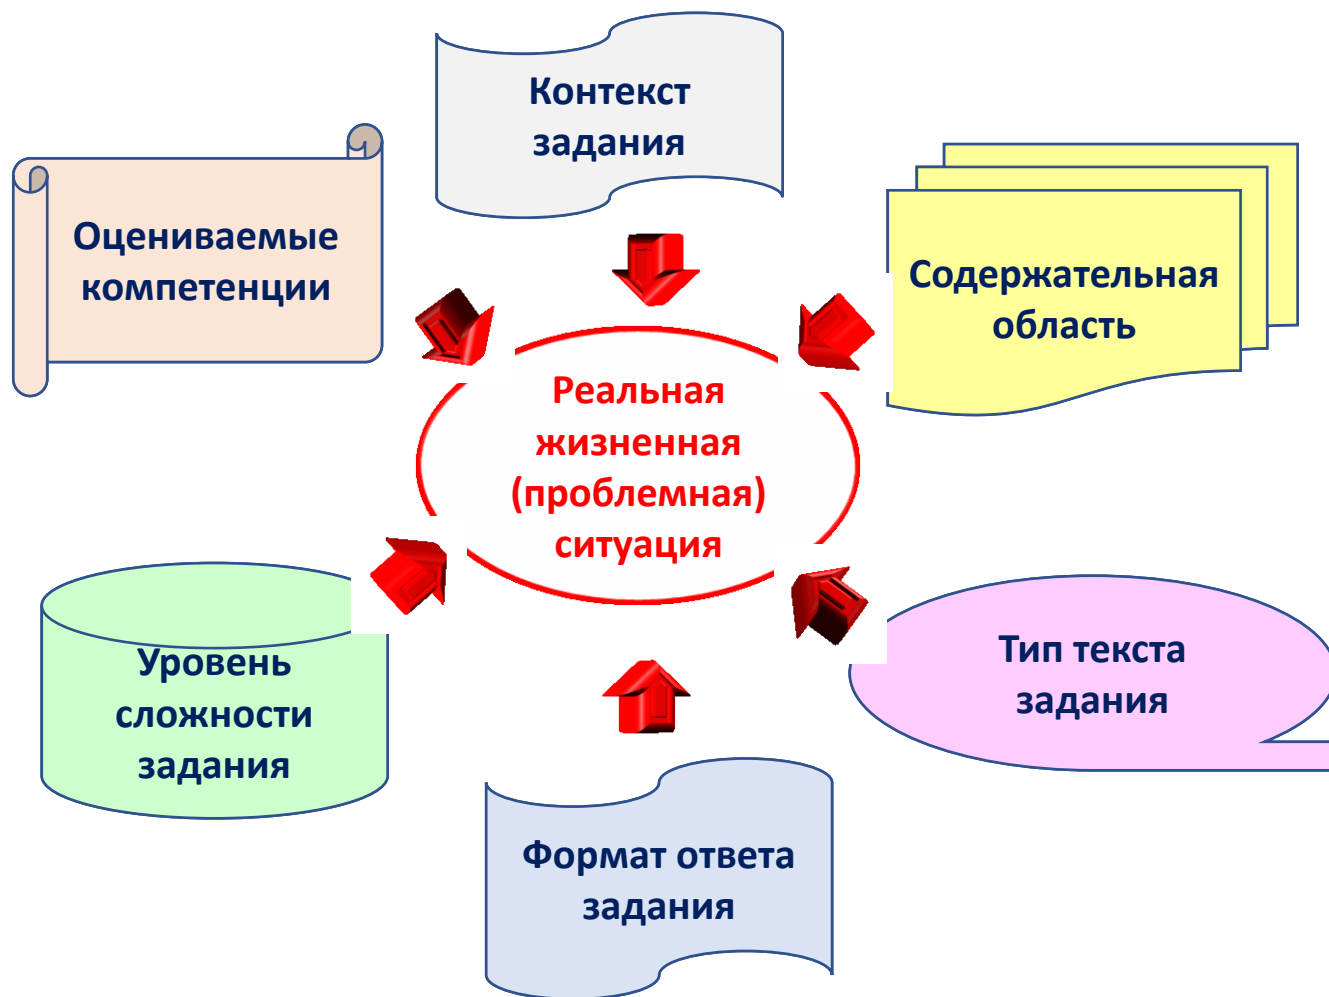 Контекст
задания
Оцениваемые
компетенции
Содержательная
область
Реальная
жизненная
(проблемная)
ситуация
Уровень
сложности
задания
Тип текста
задания
Формат ответа
задания